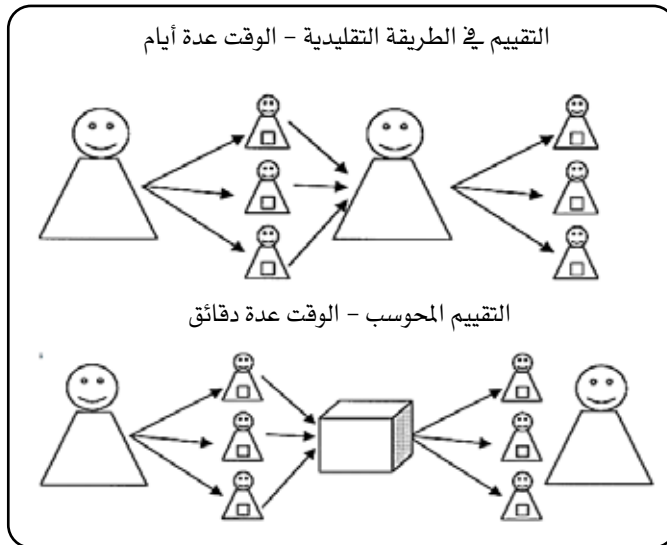 التقييم في الطريقة التقليدية - الوقت عدة أيام
التقييم المحوسب - الوقت عدة دقائق